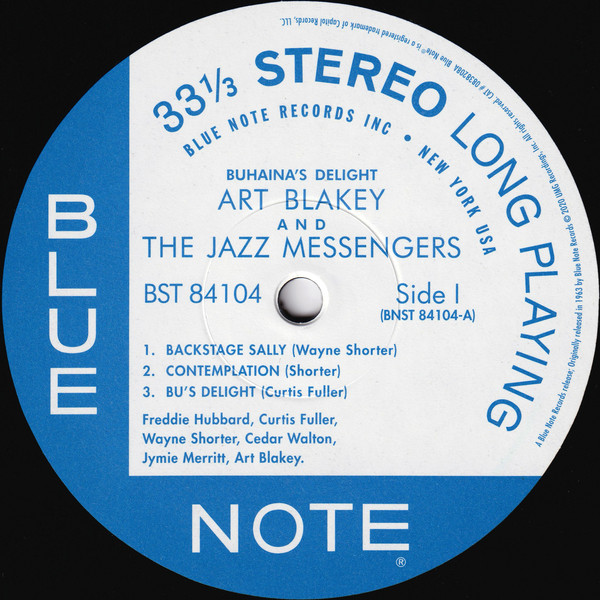 33⅓ STEREO LONG PLAYING
BLUE NOTE RECORDS INC • NEW YORK USA
BUHAINA'S DELIGHT
ART BLAKEY
AND
THE JAZZ MESSENGERS
BST 84104
Side I
(BNST 84104-A)
1. BACKSTAGE SALLY (Wayne Shorter)
2. CONTEMPLATION (Shorter)
3. BU'S DELIGHT (Curtis Fuller)
Freddie Hubbard, Curtis Fuller,
Wayne Shorter, Cedar Walton,
Jymie Merritt, Art Blakey.
BLUE
NOTE®
A Blue Note Records release; Originally released in 1963 by Blue Note Records © 2020 UMG Recordings, Inc. All rights reserved. CAT # 0838208A Blue Note® is a registered trademark of Capitol Records, LLC.